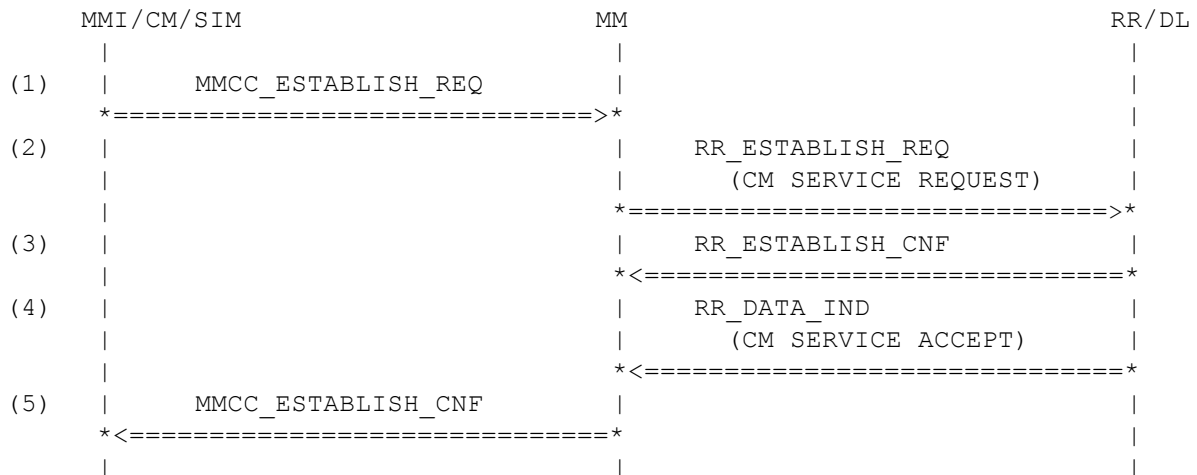 MMI/CM/SIM MM RR/DL
(1) MMCC_ESTABLISH_REQ
(2) RR_ESTABLISH_REQ
(CM SERVICE REQUEST)
(3) RR_ESTABLISH_CNF
(4) RR_DATA_IND
(CM SERVICE ACCEPT)
(5) MMCC_ESTABLISH_CNF